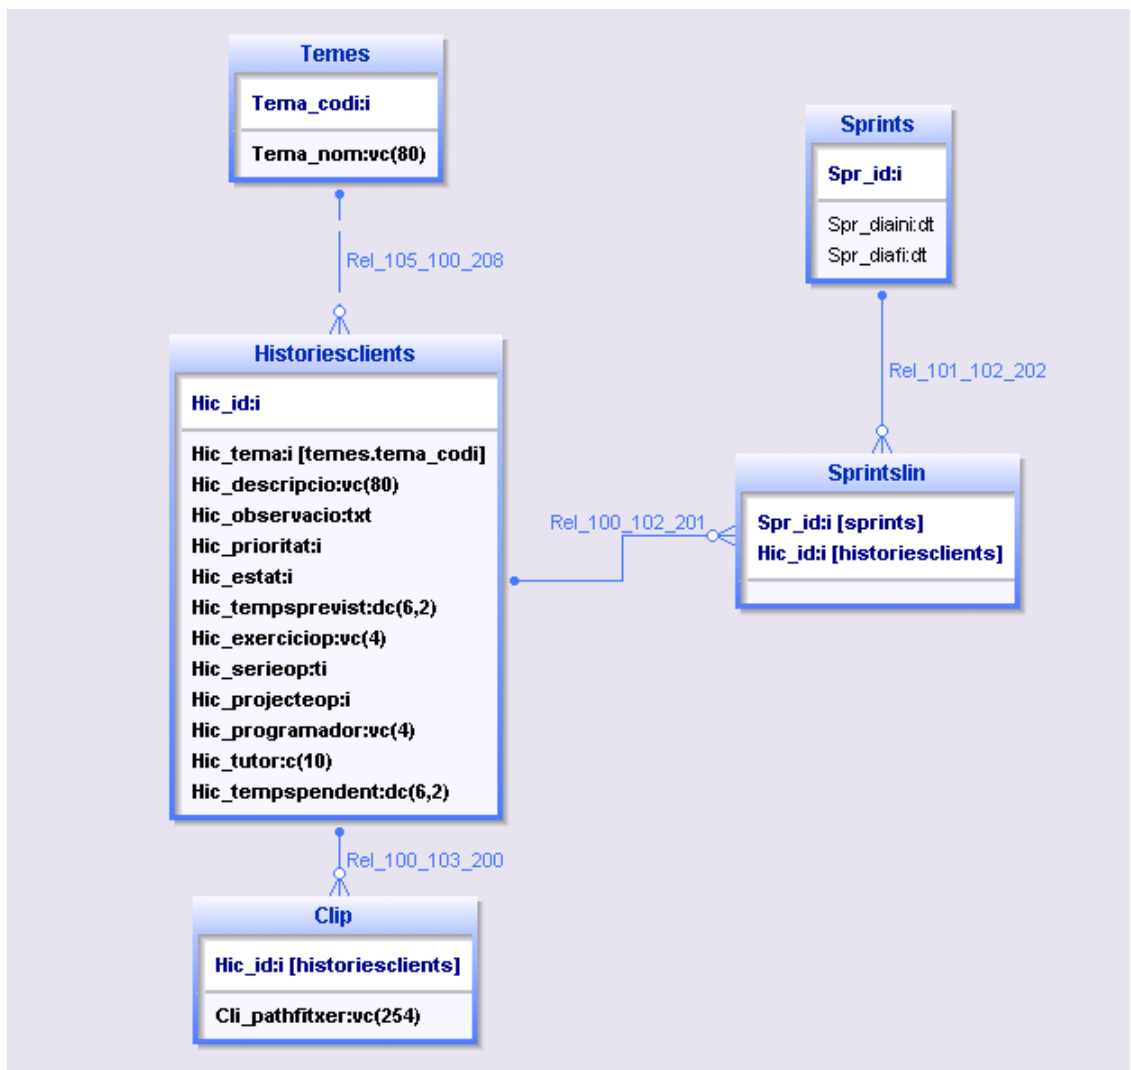 Temes
Tema_codi:i
Tema_nom:vc(80)
Rel_105_100_208
Historiesclients
Hic_id:i
Hic_tema:i [temes.tema_codi]
Hic_descripcio:vc(80)
Hic_observacio:txt
Hic_prioritat:i
Hic_estat:i
Hic_tempsprevist:dc(6,2)
Hic_exerciciop:vc(4)
Hic_serieop:ti
Hic_projecteop:i
Hic_programador:vc(4)
Hic_tutor:c(10)
Hic_tempspendent:dc(6,2)
Rel_100_103_200
Clip
Hic_id:i [historiesclients]
Cli_pathfitxer:vc(254)
Sprints
Spr_id:i
Spr_diaini:dt
Spr_diafi:dt
Rel_101_102_202
Rel_100_102_201
Sprintslin
Spr_id:i [sprints]
Hic_id:i [historiesclients]